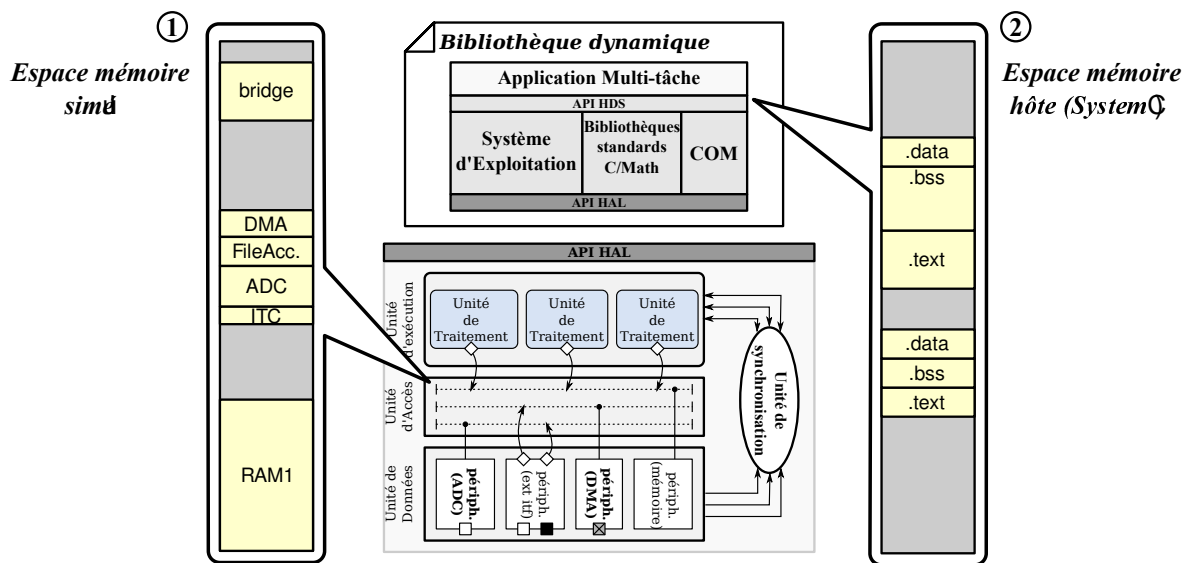 ①
Espace mémoire
bridge
DMA
FileAcc.
ADC
ITC
RAM1
Bibliothèque dynamique
Application Multi-tâche
API HDS
Système
d'Exploitation
Bibliothèques
standards
C/Math
COM
API HAL
②
Espace mémoire
hôte (SystemC)
.data
.bss
.text
.data
.bss
.text
API HAL
Unité
d'exécution
Unité
de
Traitement
Unité
de
Traitement
Unité
de
Traitement
Unité
d'Accès
Unité de
Données
périph.
(ADC)
périph.
(ext itf)
périph.
(DMA)
périph.
(mémoire)
Unité de
synchronisation